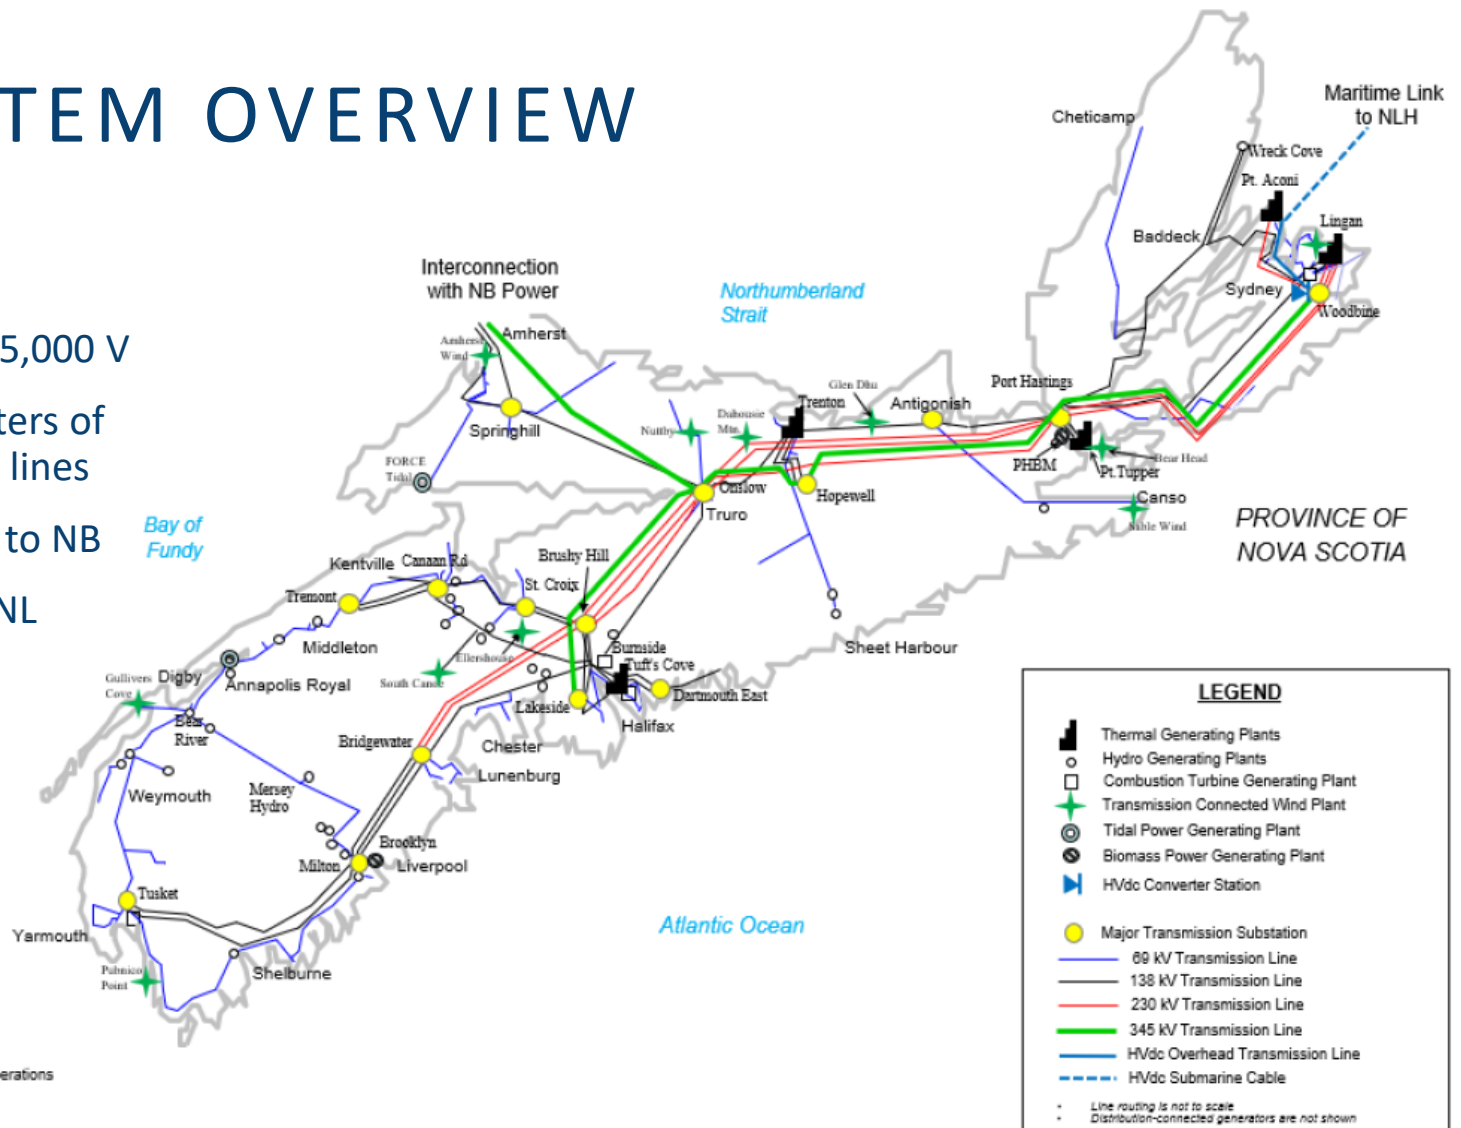 TEM OVERVIEW
5,000 V
ters of
lines
to NB
NL
erations
Interconnection
with NB Power
Amherst
Amherst
Wind
Springhill
FORCE
Tidal
Bay of
Fundy
Northumberland
Strait
Nuttby
Dalhousie
Mtn.
Trenton
Glen Dhu
Antigonish
Port Hastings
PHBM
Pt.Tupper
Bear Head
Canso
Sable Wind
Hopewell
Onslow
Truro
Cheticamp
Wreck Cove
Pt. Aconi
Maritime Link
to NLH
Lingan
Baddeck
Sydney
Woodbine
PROVINCE OF
NOVA SCOTIA
Brushy Hill
Kentville
Canaan Rd
St. Croix
Tremont
Middleton
Ellershouse
South Canoe
Burnside
Tuft's Cove
Dartmouth East
Lakeside
Halifax
Sheet Harbour
Gullivers
Cove
Digby
Annapolis Royal
Bear
River
Bridgewater
Chester
Lunenburg
Weymouth
Mersey
Hydro
Brooklyn
Milton
Liverpool
Tusket
Yarmouth
Pubnico
Point
Shelburne
Atlantic Ocean
LEGEND
Thermal Generating Plants
Hydro Generating Plants
Combustion Turbine Generating Plant
Transmission Connected Wind Plant
Tidal Power Generating Plant
Biomass Power Generating Plant
HVdc Converter Station
Major Transmission Substation
69 kV Transmission Line
138 kV Transmission Line
230 kV Transmission Line
345 kV Transmission Line
HVdc Overhead Transmission Line
HVdc Submarine Cable
Line routing is not to scale
Distribution-connected generators are not shown